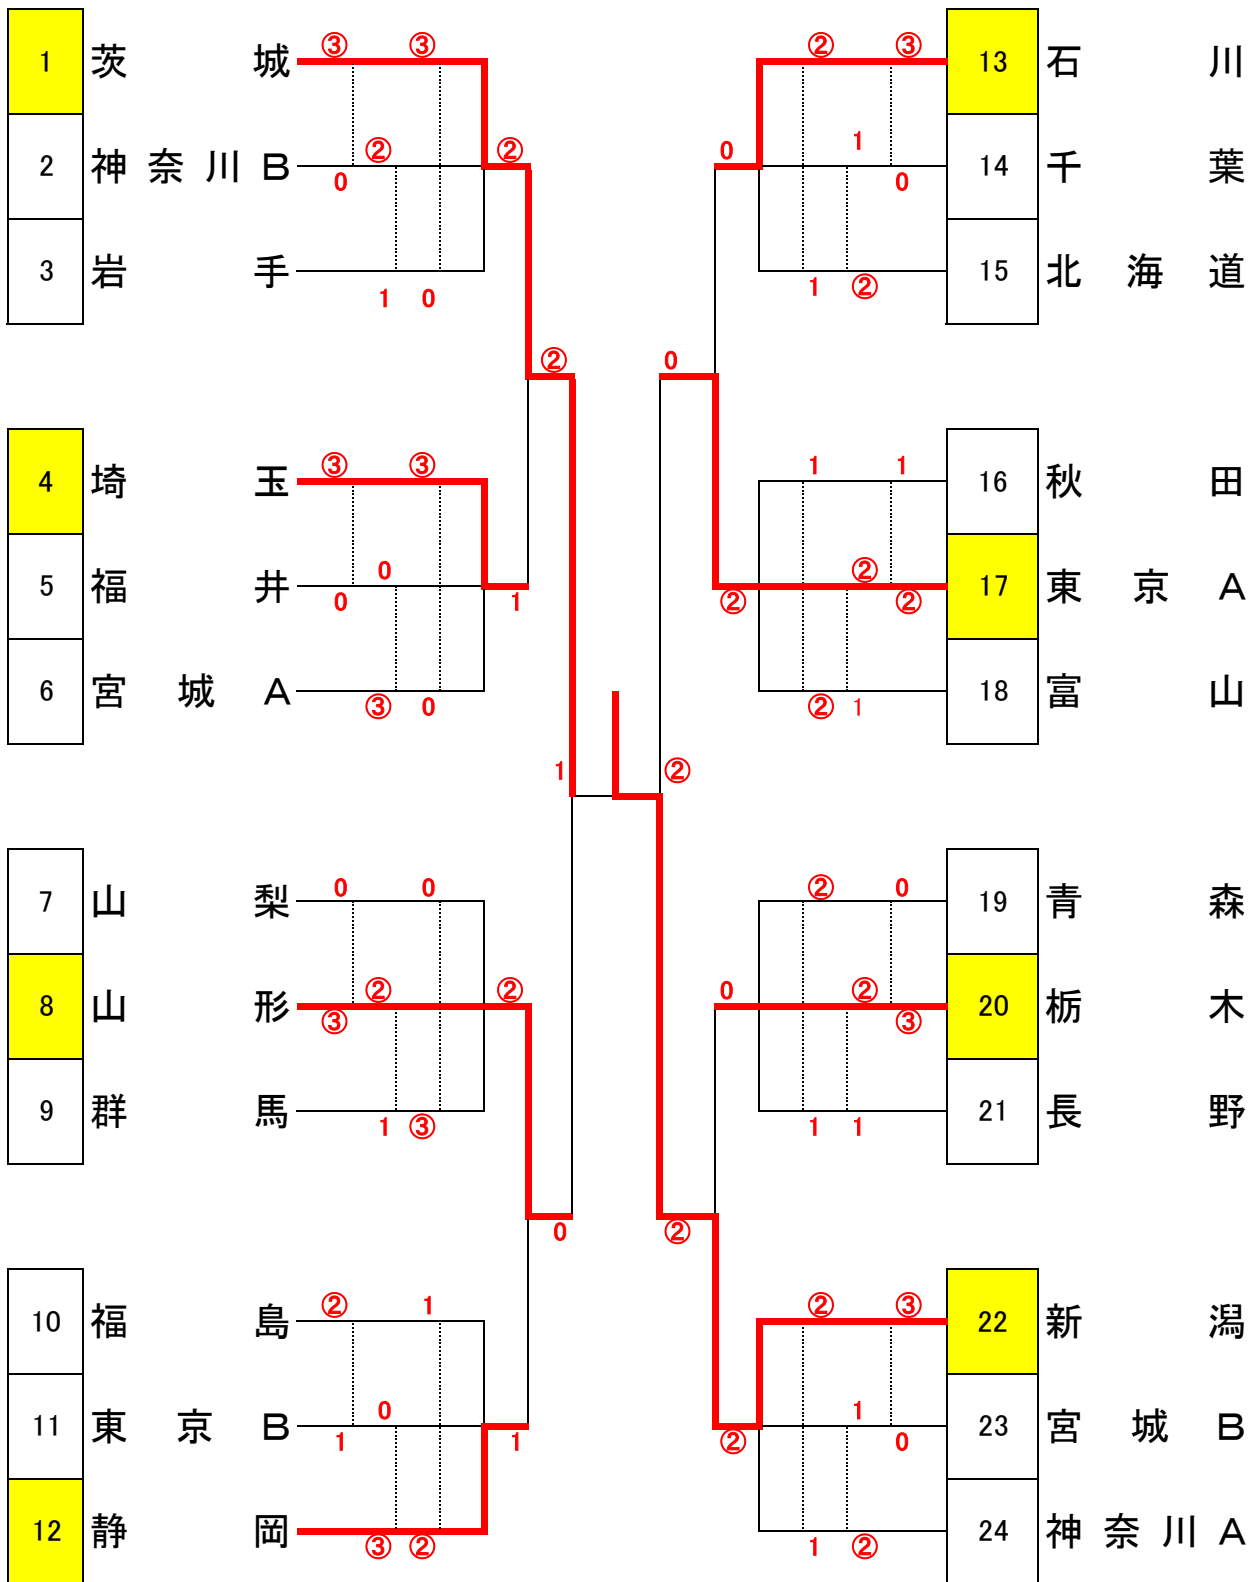 1 茨城 ③ ③
2 神奈川B ② 0 ②
3 岩手 1 0
②
4 埼玉 ③ ③
5 福井 0 0 1
6 宮城A ③ 0
1
7 山梨 0 0
8 山形 ② ③ ②
9 群馬 1 ③
0
10 福島 ② 1
11 東京B 0 1 1
12 静岡 ③ ②
② ③ 13 石川
0 1 0 14 千葉
1 ② 15 北海道
0
1 1 16 秋田
② ② ② 17 東京A
② 1 18 富山
②
② 0 19 青森
0 ② ③ 20 栃木
1 1 21 長野
②
② ③ 22 新潟
② 1 0 23 宮城B
1 ② 24 神奈川A